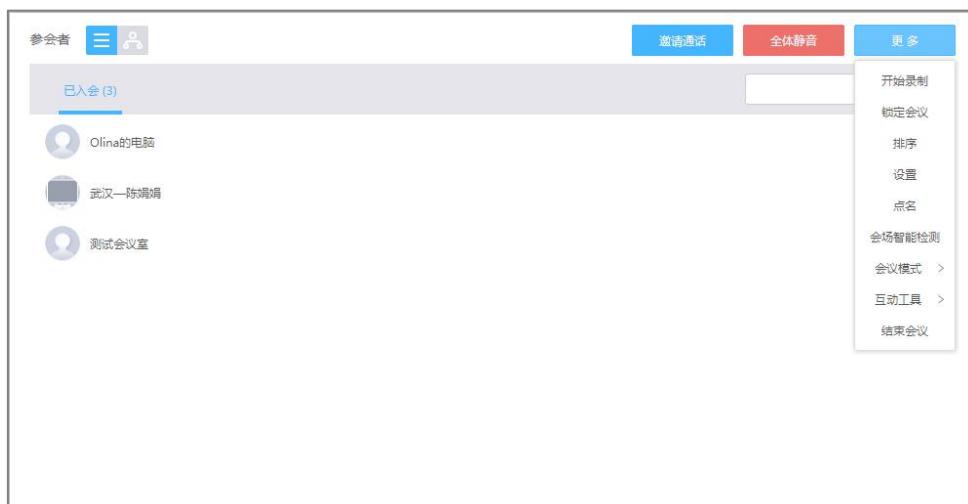 参会者
邀请通话
全体静音
更多
已入会 (3)
开始录制
锁定会议
Olina的电脑
排序
设置
武汉—陈娟娟
点名
会场智能检测
测试会议室
会议模式 >
互动工具 >
结束会议